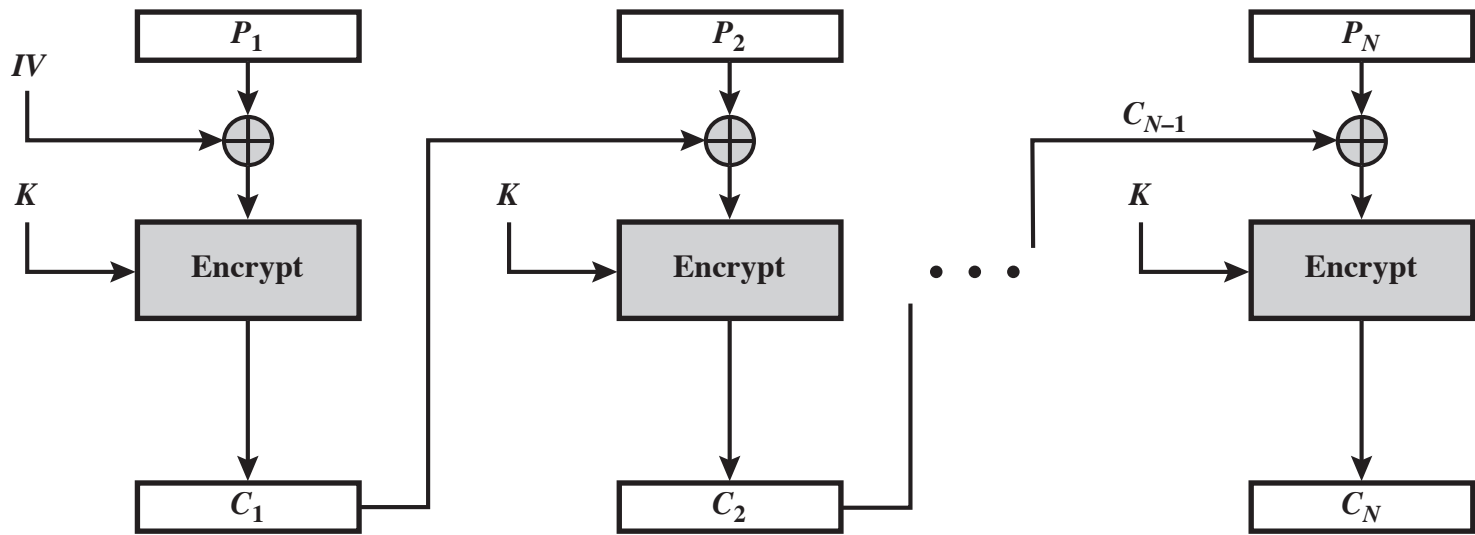 P1
P2
PN
IV
CN–1
K
K
K
Encrypt
Encrypt
Encrypt
C1
C2
CN